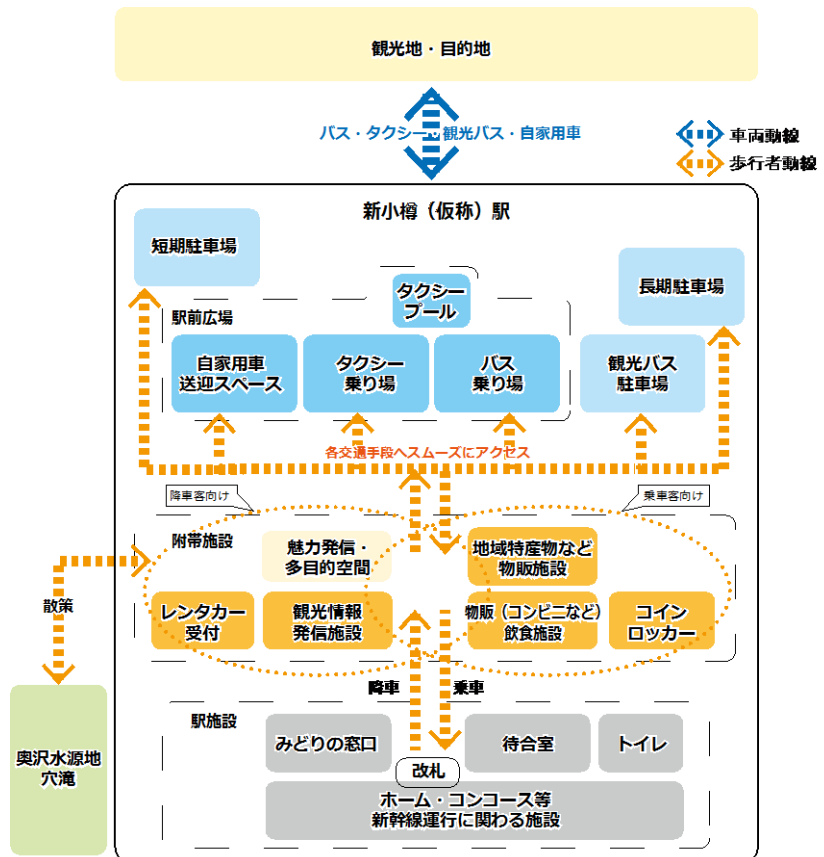 観光地・目的地
バス・タクシー・観光バス・自家用車
車両動線
歩行者動線
新小樽（仮称）駅
短期駐車場
長期駐車場
タクシー
プール
駅前広場
自家用車
送迎スペース
タクシー
乗り場
バス
乗り場
観光バス
駐車場
各交通手段へスムーズにアクセス
降車客向け
乗車客向け
附帯施設
魅力発信・
多目的空間
地域特産物など
物販施設
レンタカー
受付
観光情報
発信施設
物販（コンビニなど）
飲食施設
コイン
ロッカー
散策
降車
乗車
奥沢水源地
穴滝
駅施設
みどりの窓口
待合室
トイレ
改札
ホーム・コンコース等
新幹線運行に関わる施設